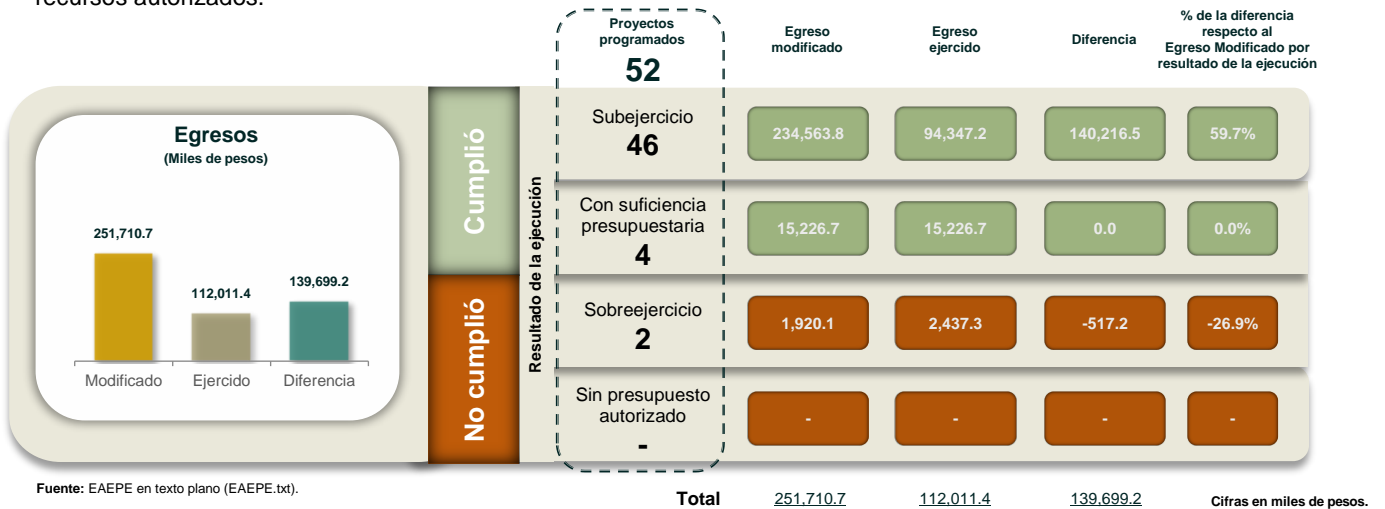 recursos autorizados.
Proyectos
programados
52
Egreso
modificado
Egreso
ejercido
Diferencia
% de la diferencia
respecto al
Egreso Modificado por
resultado de la ejecución
Egresos
(Miles de pesos)
251,710.7
112,011.4
139,699.2
Modificado
Ejercido
Diferencia
Cumplió
No cumplió
Resultado de la ejecución
Subejercicio
46
234,563.8
94,347.2
140,216.5
59.7%
Con suficiencia
presupuestaria
4
15,226.7
15,226.7
0.0
0.0%
Sobreejercicio
2
1,920.1
2,437.3
-517.2
-26.9%
Sin presupuesto
autorizado
-
-
-
-
-
Fuente: EAEPE en texto plano (EAEPE.txt).
Total
251,710.7
112,011.4
139,699.2
Cifras en miles de pesos.